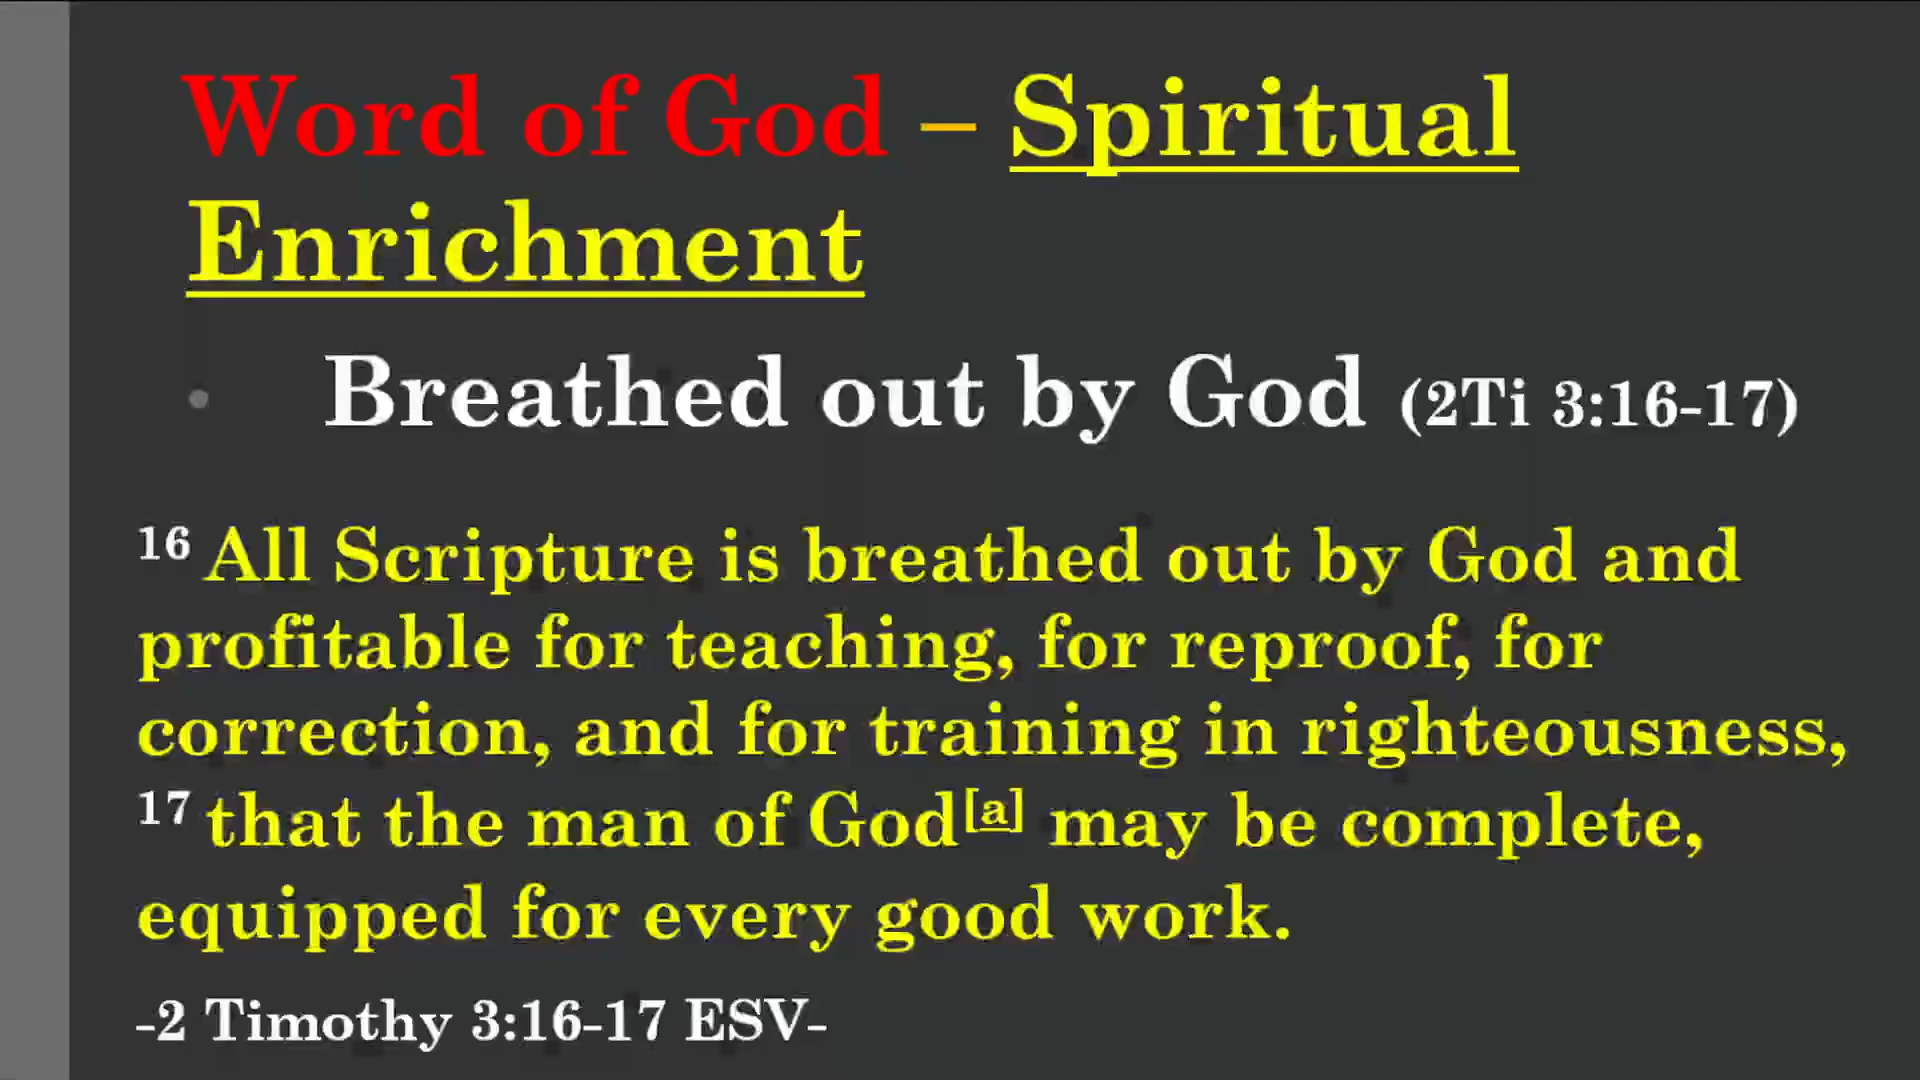 Word of God – Spiritual
Enrichment
• Breathed out by God (2Ti 3:16-17)
16 All Scripture is breathed out by God and
profitable for teaching, for reproof, for
correction, and for training in righteousness,
17 that the man of God[a] may be complete,
equipped for every good work.
-2 Timothy 3:16-17 ESV-